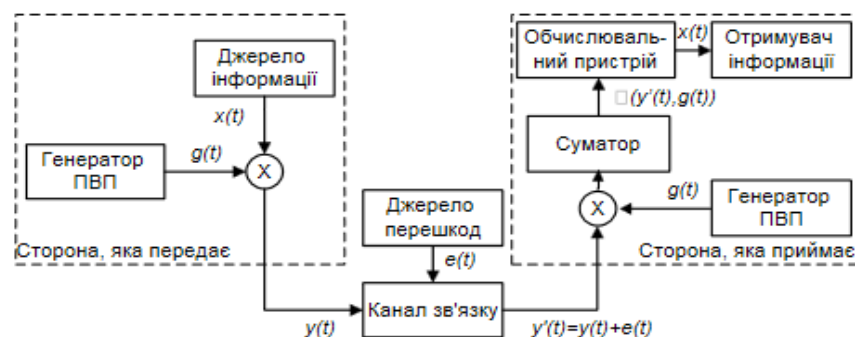 Джерело
інформації
x(t)
Генератор
ПВП
g(t)
X
Сторона, яка передає
y(t)
Джерело
перешкод
e(t)
Канал зв'язку
y'(t)=y(t)+e(t)
Обчислюваль-
ний пристрій
x(t)
Отримувач
інформації
(y'(t),g(t))
Суматор
X
g(t)
Генератор
ПВП
Сторона, яка приймає